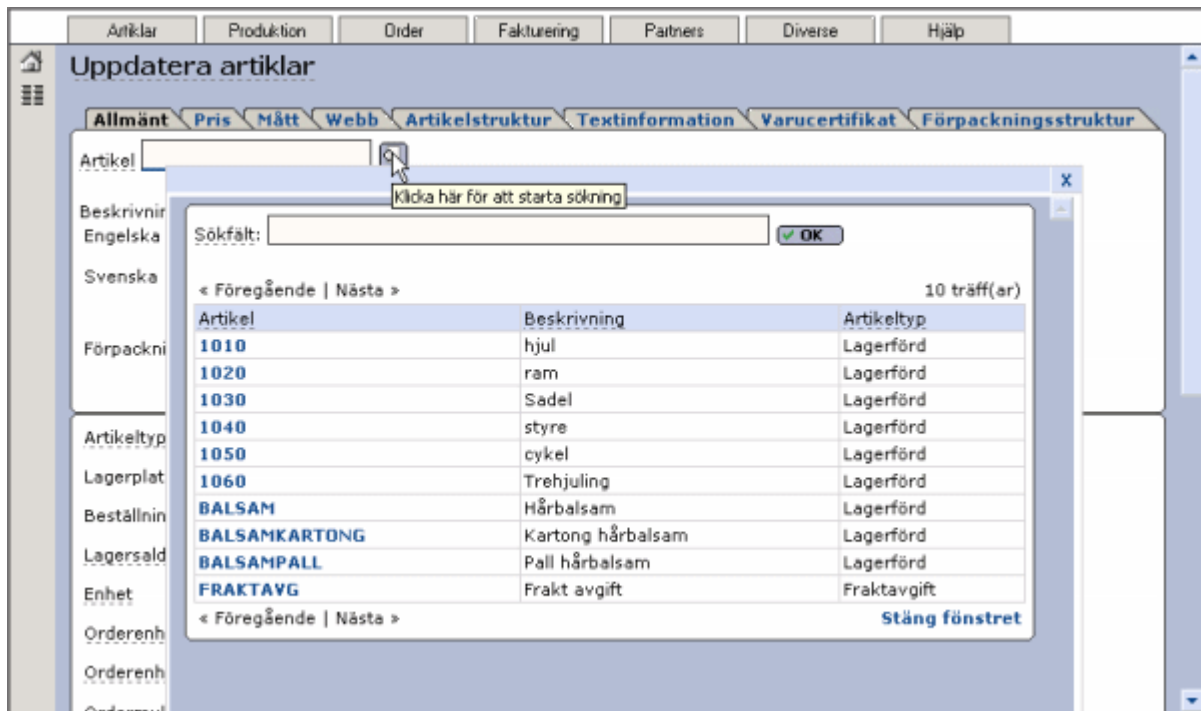 Artiklar Produktion Order Fakturering Partners Diverse Hjälp
Uppdatera artiklar
Allmänt Pris Mått Webb Artikelstruktur Textinformation Varucertifikat Förpackningsstruktur
Artikel
x
Klicka här för att starta sökning
Beskrivnin
Engelska
Sökfält: OK
Svenska
« Föregående | Nästa » 10 träff(ar)
Artikel Beskrivning Artikeltyp
Förpackni
1010 hjul Lagerförd
1020 ram Lagerförd
1030 Sadel Lagerförd
1040 styre Lagerförd
Artikeltyp
1050 cykel Lagerförd
Lagerplat
1060 Trehjuling Lagerförd
BALSAM Hårbalsam Lagerförd
Beställnin
BALSAMKARTONG Kartong hårbalsam Lagerförd
Lagersald
BALSAMPALL Pall hårbalsam Lagerförd
Enhet
FRAKTAVG Frakt avgift Fraktavgift
« Föregående | Nästa » Stäng fönstret
Orderenh
Orderenh